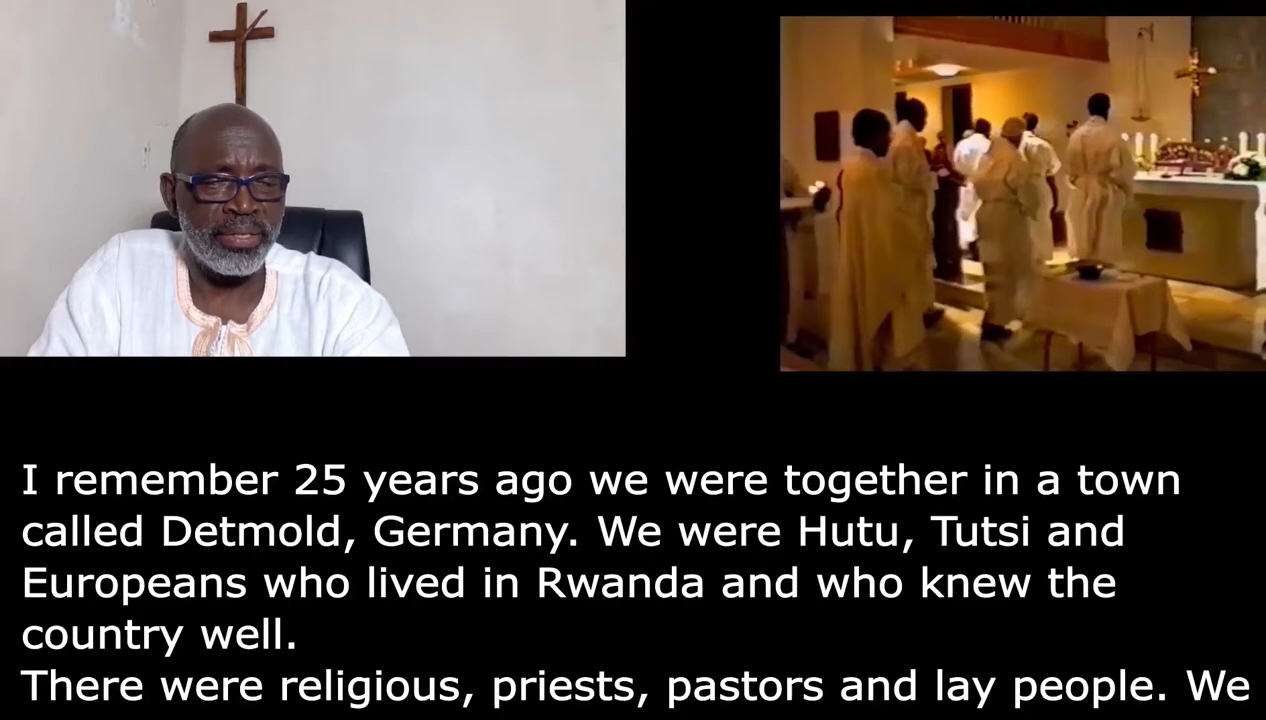 I remember 25 years ago we were together in a town
called Detmold, Germany. We were Hutu, Tutsi and
Europeans who lived in Rwanda and who knew the
country well.
There were religious, priests, pastors and lay people. We